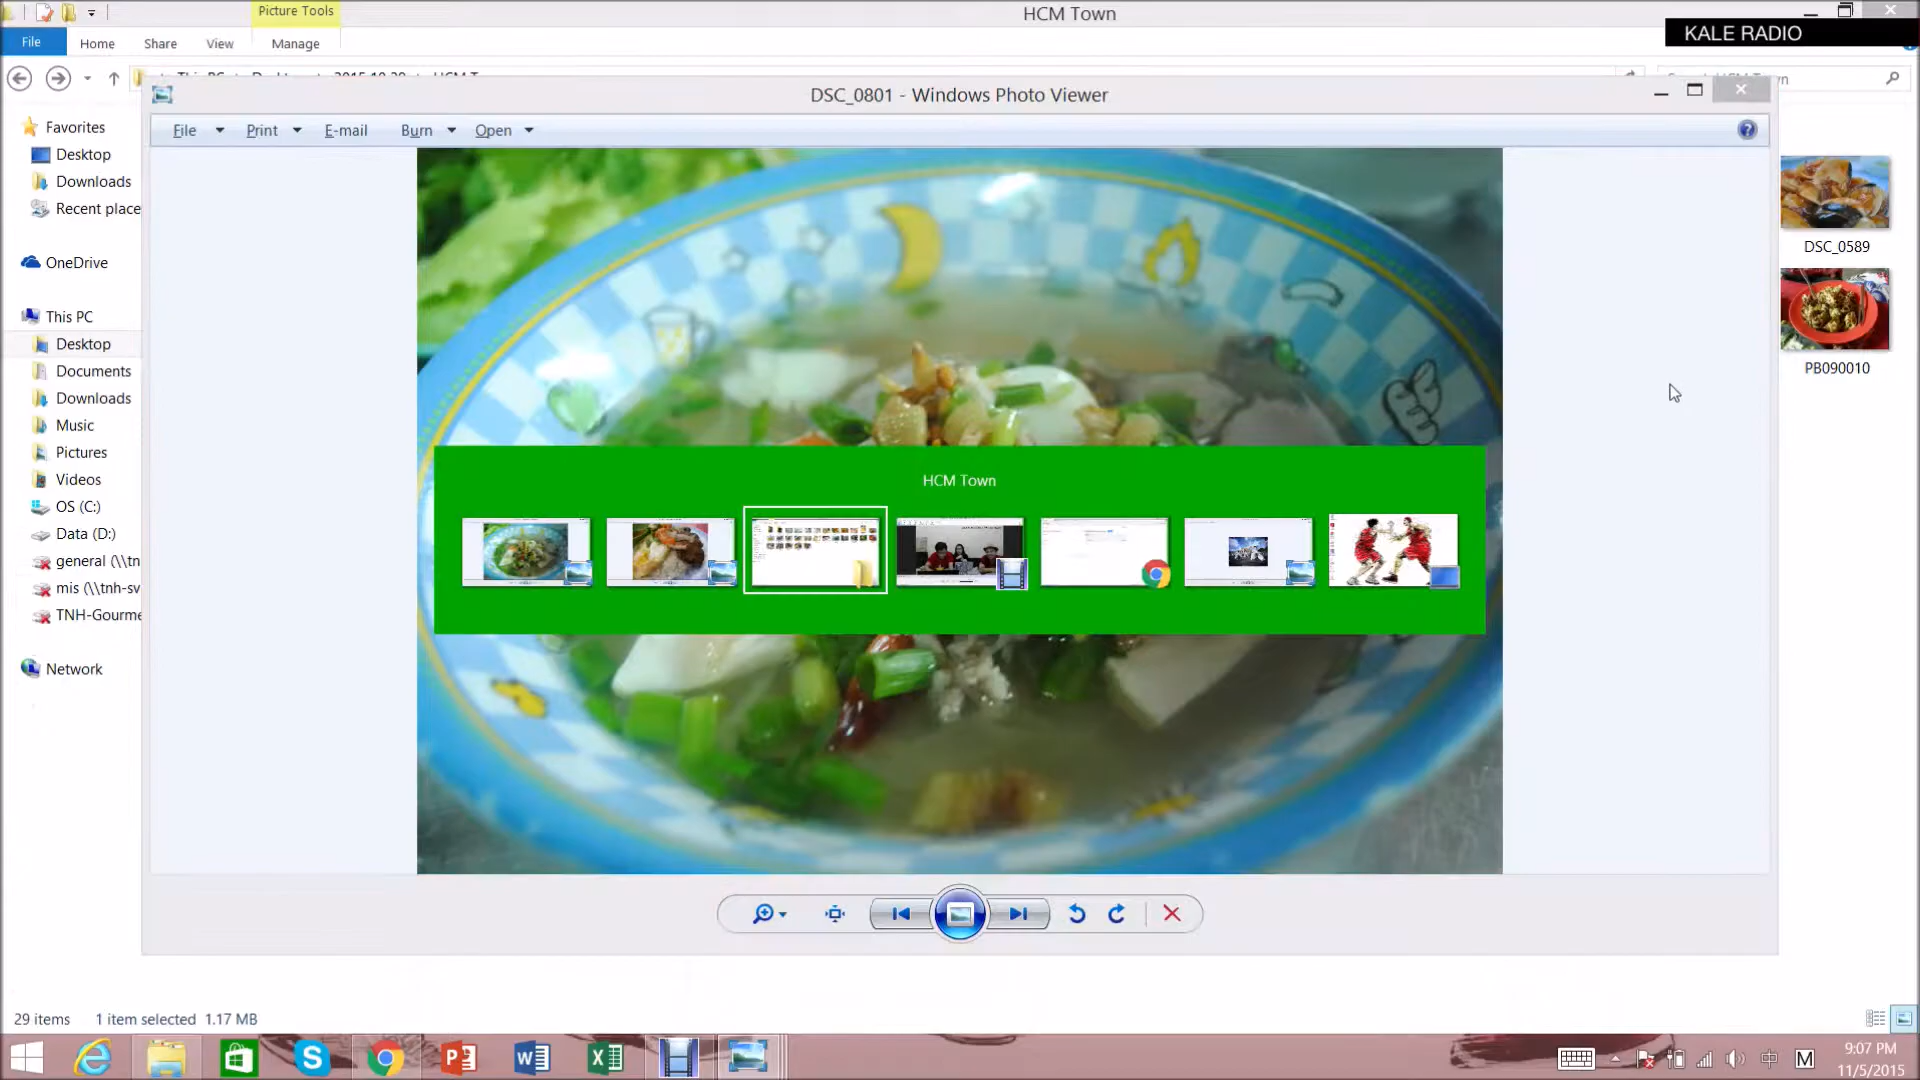 Picture Tools
HCM Town
KALE RADIO
File
Home
Share
View
Manage
DSC_0801 - Windows Photo Viewer
File
Print
E-mail
Burn
Open
Favorites
Desktop
Downloads
Recent place
OneDrive
This PC
Desktop
Documents
Downloads
Music
Pictures
Videos
OS (C:)
Data (D:)
general (\\tn
mis (\\tnh-sv
TNH-Gourme
Network
DSC_0589
PB090010
HCM Town
29 items
1 item selected 1.17 MB
中
M
9:07 PM
11/5/2015